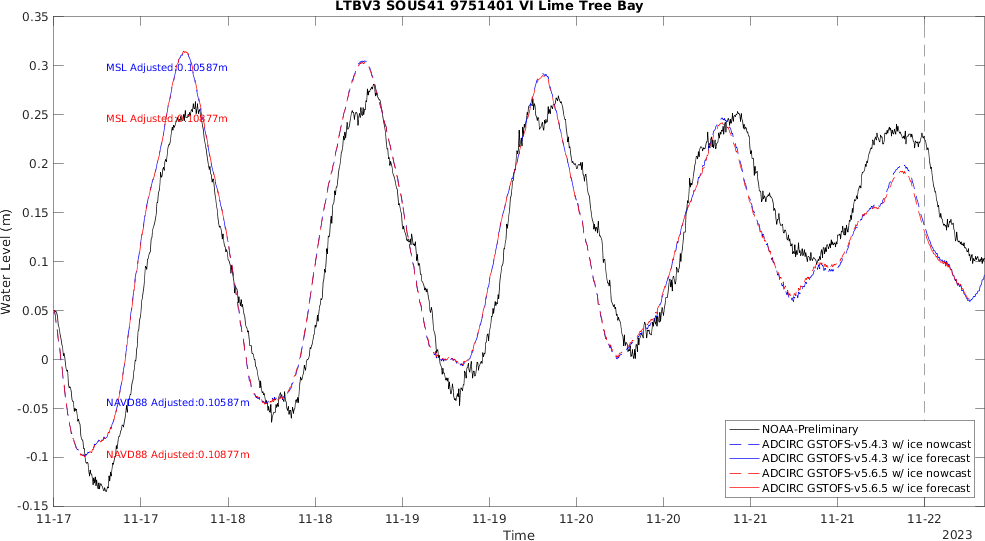 LTBV3 SOUS41 9751401 VI Lime Tree Bay
0.35
0.3
0.25
0.2
0.15
0.1
0.05
0
-0.05
-0.1
-0.15
Water Level (m)
MSL Adjusted:0.10587m
MSL Adjusted:0.10877m
NAVD88 Adjusted:0.10587m
NAVD88 Adjusted:0.10877m
NOAA-Preliminary
ADCIRC GSTOFS-v5.4.3 w/ ice nowcast
ADCIRC GSTOFS-v5.4.3 w/ ice forecast
ADCIRC GSTOFS-v5.6.5 w/ ice nowcast
ADCIRC GSTOFS-v5.6.5 w/ ice forecast
11-17 11-17 11-18 11-18 11-19 11-19 11-20 11-20 11-21 11-21 11-22
Time
2023